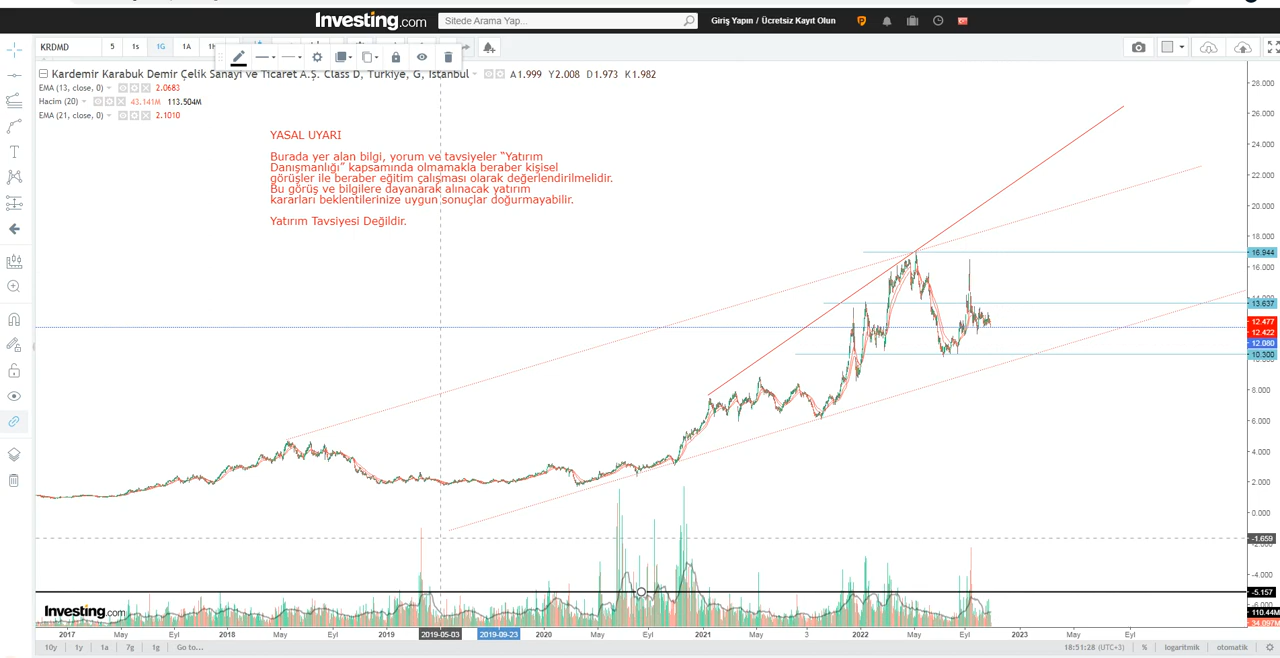 Investing.com
Sitede Arama Yap...
Giriş Yapın / Ücretsiz Kayıt Olun
KRDMD 5 1s 1G 1A
Kardemir Karabuk Demir Çelik Sanayi ve Ticaret A.Ş. Class D, Türkiye, G, İstanbul A1.999 Y2.008 D1.973 K1.982
EMA (13, close, 0) 2.0683
Hacim (20) 43.141M 113.504M
EMA (21, close, 0) 2.1010
YASAL UYARI
Burada yer alan bilgi, yorum ve tavsiyeler “Yatırım
Danışmanlığı” kapsamında olmamakla beraber kişisel
görüşler ile beraber eğitim çalışması olarak değerlendirilmelidir.
Bu görüş ve bilgilere dayanarak alınacak yatırım
kararları beklentilerinize uygun sonuçlar doğurmayabilir.
Yatırım Tavsiyesi Değildir.
28.000
26.000
24.000
22.000
20.000
18.000
16.944
16.000
13.637
12.477
12.422
12.080
10.300
8.000
6.000
4.000
2.000
0.000
-1.659
-4.000
-5.157
110.44M
34.097M
Investing.com
2017 May Eyl 2018 May Eyl 2019 2019-05-03 2019-09-23 2020 May Eyl 2021 May 3 2022 May Eyl 2023 May Eyl
10y 1y 1a 7g 1g Go to... 18:51:28 (UTC+3) % logaritmik otomatik